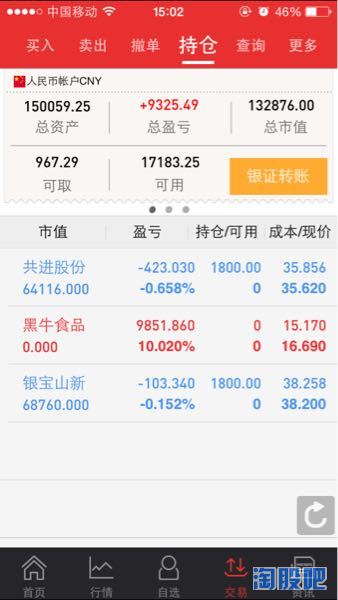 中国移动 15:02 46%
买入 卖出 撤单 持仓 查询 更多
人民币帐户CNY
150059.25 +9325.49 132876.00
总资产 总盈亏 总市值
967.29 17183.25 银证转账
可取 可用
市值 盈亏 持仓/可用 成本/现价
共进股份 -423.030 1800.00 35.856
64116.000 -0.658% 0 35.620
黑牛食品 9851.860 0 15.170
0.000 10.020% 0 16.690
银宝山新 -103.340 1800.00 38.258
68760.000 -0.152% 0 38.200
首页 行情 自选 交易 资讯
淘股吧